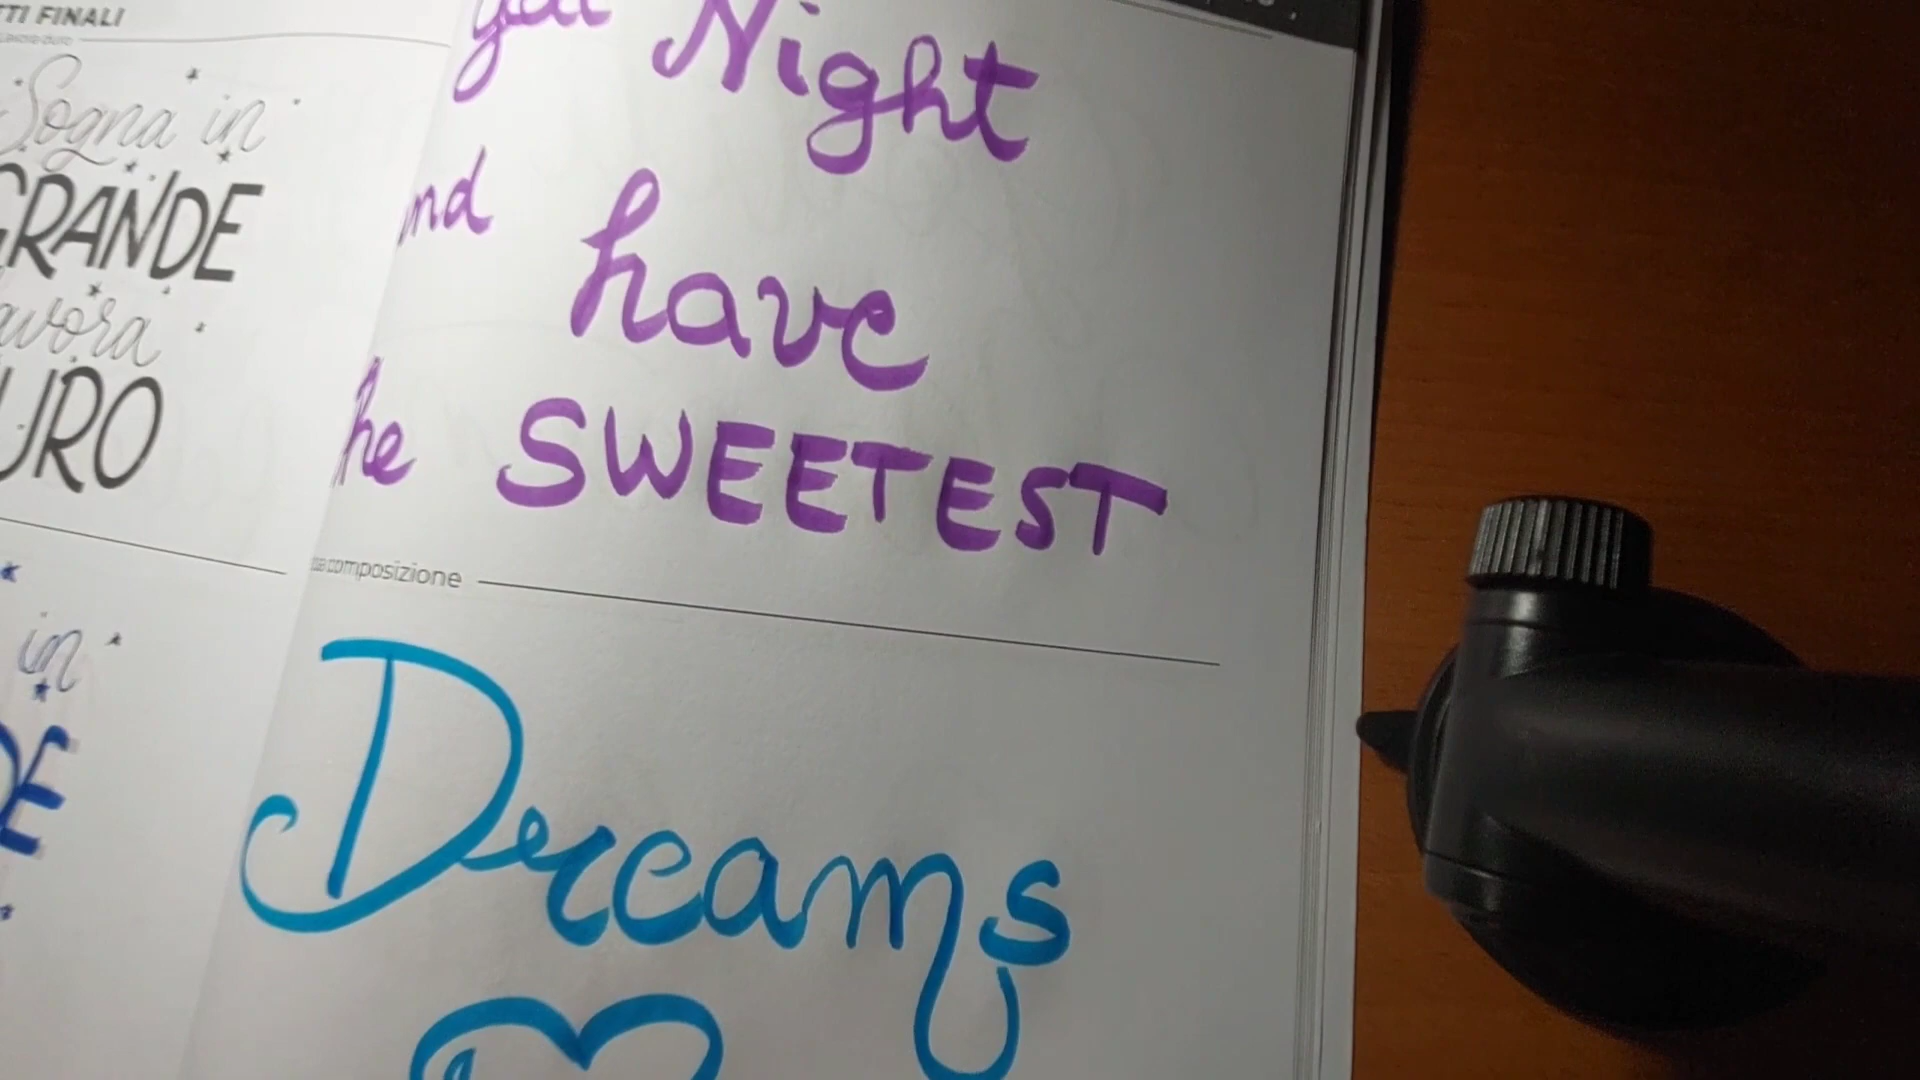 TTI FINALI
Sogna in
GRANDE
avora
URO
in
DE
Night
nd
have
he SWEETEST
composizione
Dreams